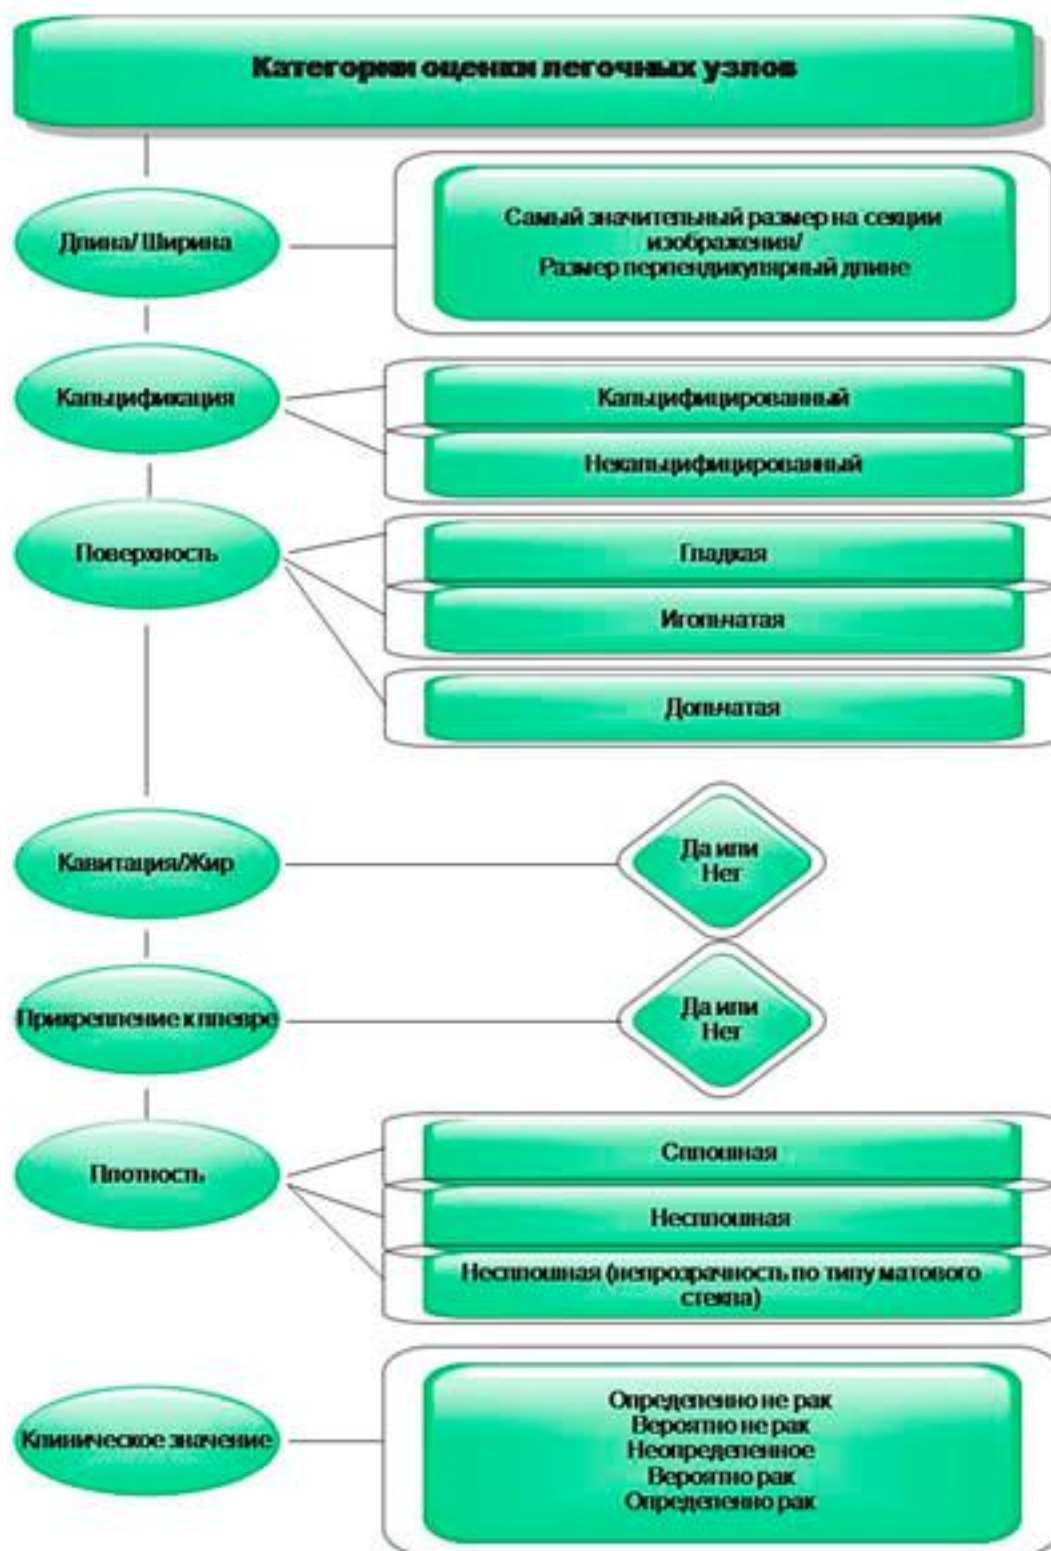 Категории оценки легочных узлов
Длина/ Ширина
Самый значительный размер на секции
изображения/
Размер перпендикулярный длине
Кальцификация
Кальцифицированный
Некальцифицированный
Поверхность
Гладкая
Игольчатая
Дольчатая
Кавитация/Жир
Да или
Нет
Прикрепление к плевре
Да или
Нет
Плотность
Сплошная
Несплошная
Несплошная (непрозрачность по типу матового
стекла)
Клиническое значение
Определенно не рак
Вероятно не рак
Неопределенное
Вероятно рак
Определенно рак